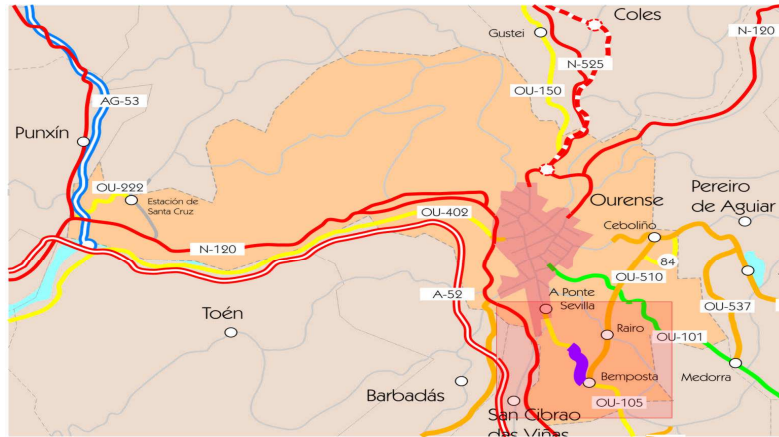 Coles
N-120
Gustei
N-525
AG-53
OU-150
Punxín
OU-222
Estación de
Santa Cruz
Ourense
Pereiro
de Aguiar
OU-402
Ceboliño
N-120
84
OU-510
A-52
A Ponte
Sevilla
OU-537
Toén
Rairo
OU-101
Medorra
Barbadás
Bemposta
OU-105
San Cibrao
das Viñas